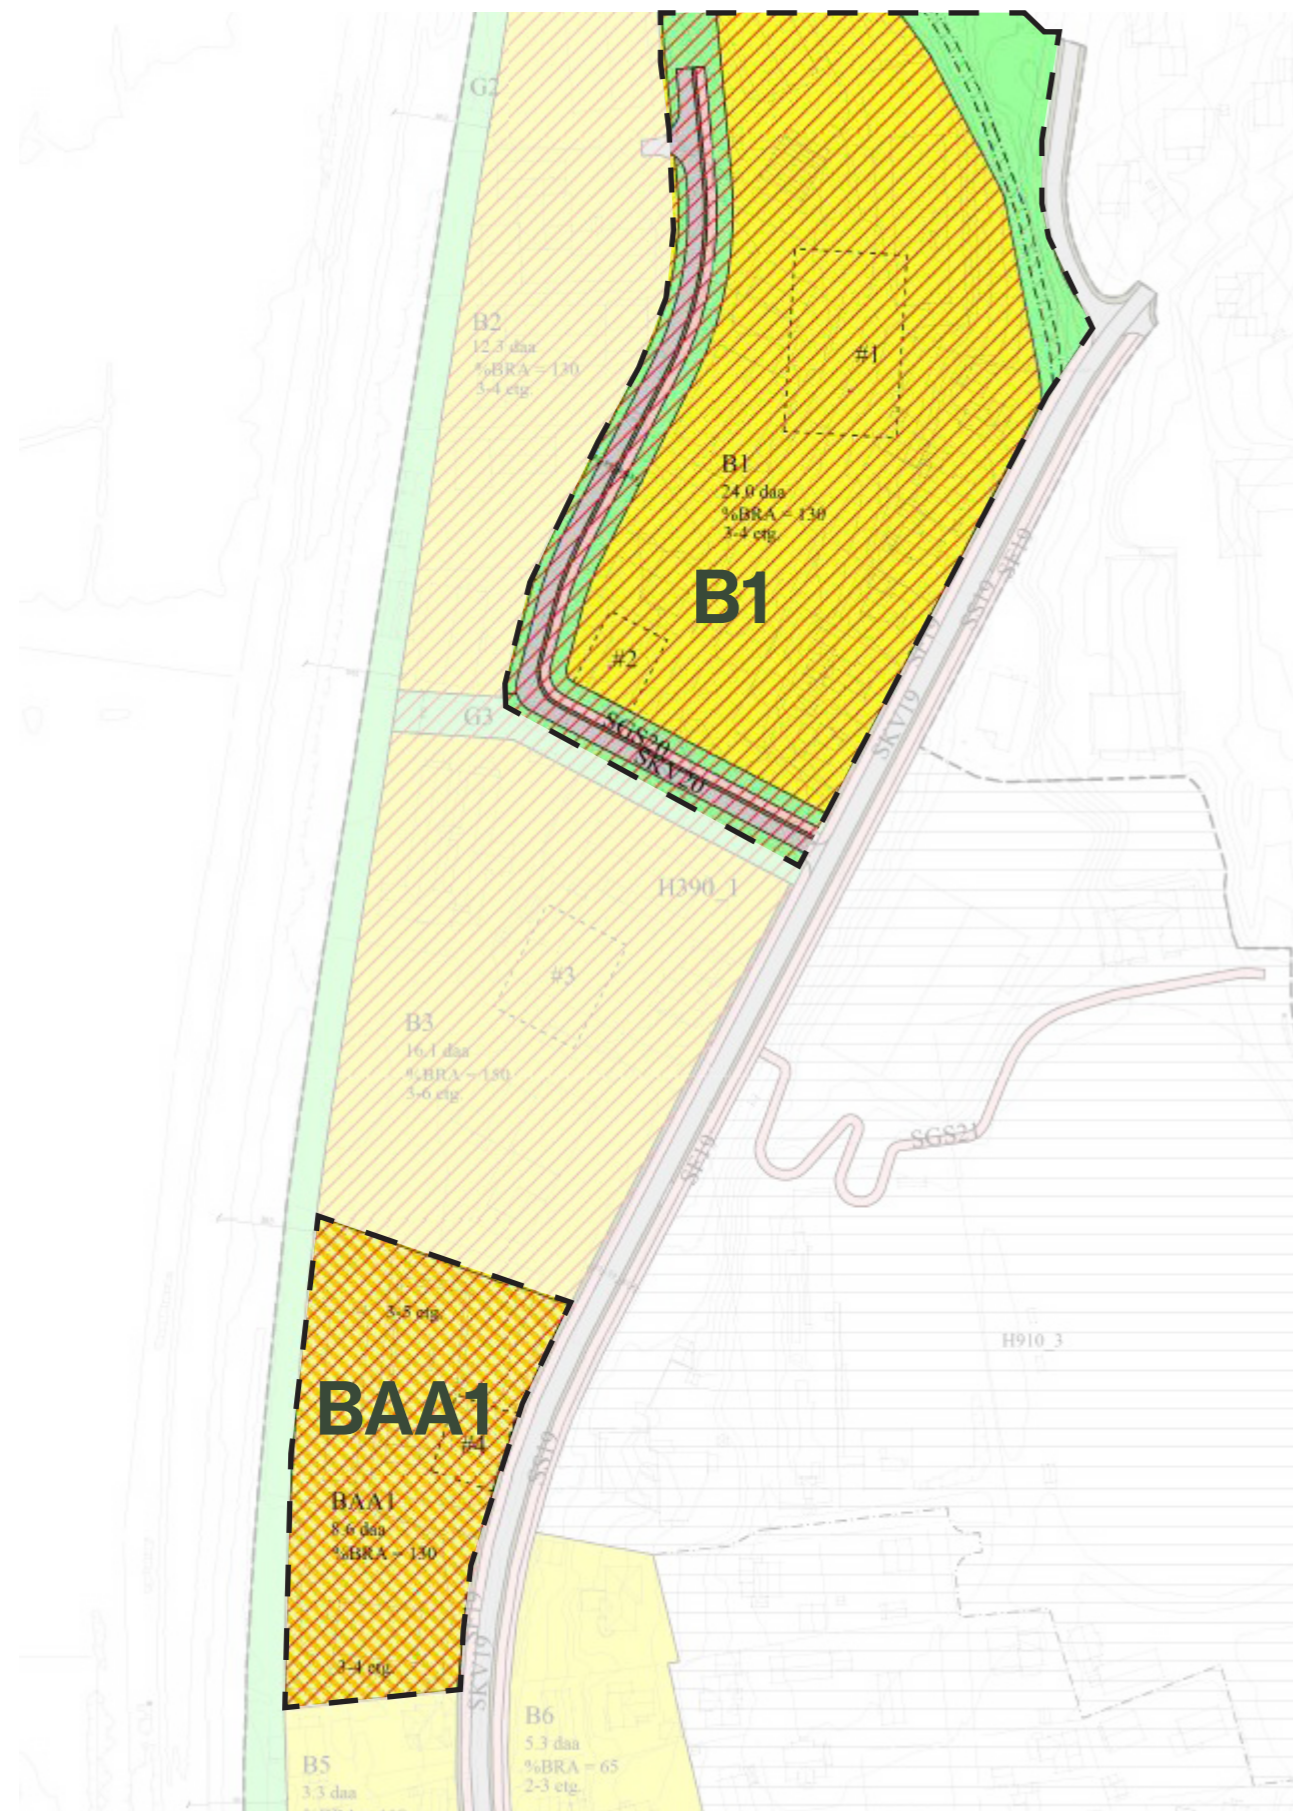 G2
B2
12.3 daa
%BRA = 130
3-4 etg.
#1
B1
24.0 daa
%BRA = 130
3-4 etg.
B1
#2
SGS20
SKV20
G3
SF19
SS19
SF19
SKV19
H390_1
#3
B3
16.1 daa
%BRA = 180
3-6 etg.
SGS21
SF19
3-5 etg.
BAA1
#4
SS19
BAA1
8.6 daa
%BRA = 130
3-4 etg.
H910_3
SF19
SKV19
B6
5.3 daa
%BRA = 65
2-3 etg.
B5
3.3 daa